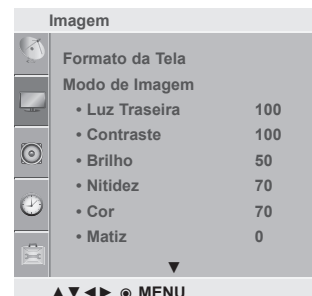 Imagem
Formato da Tela
Modo de Imagem
• Luz Traseira 100
• Contraste 100
• Brilho 50
• Nitidez 70
• Cor 70
• Matiz 0
▼
▲▼◄► ◉ MENU